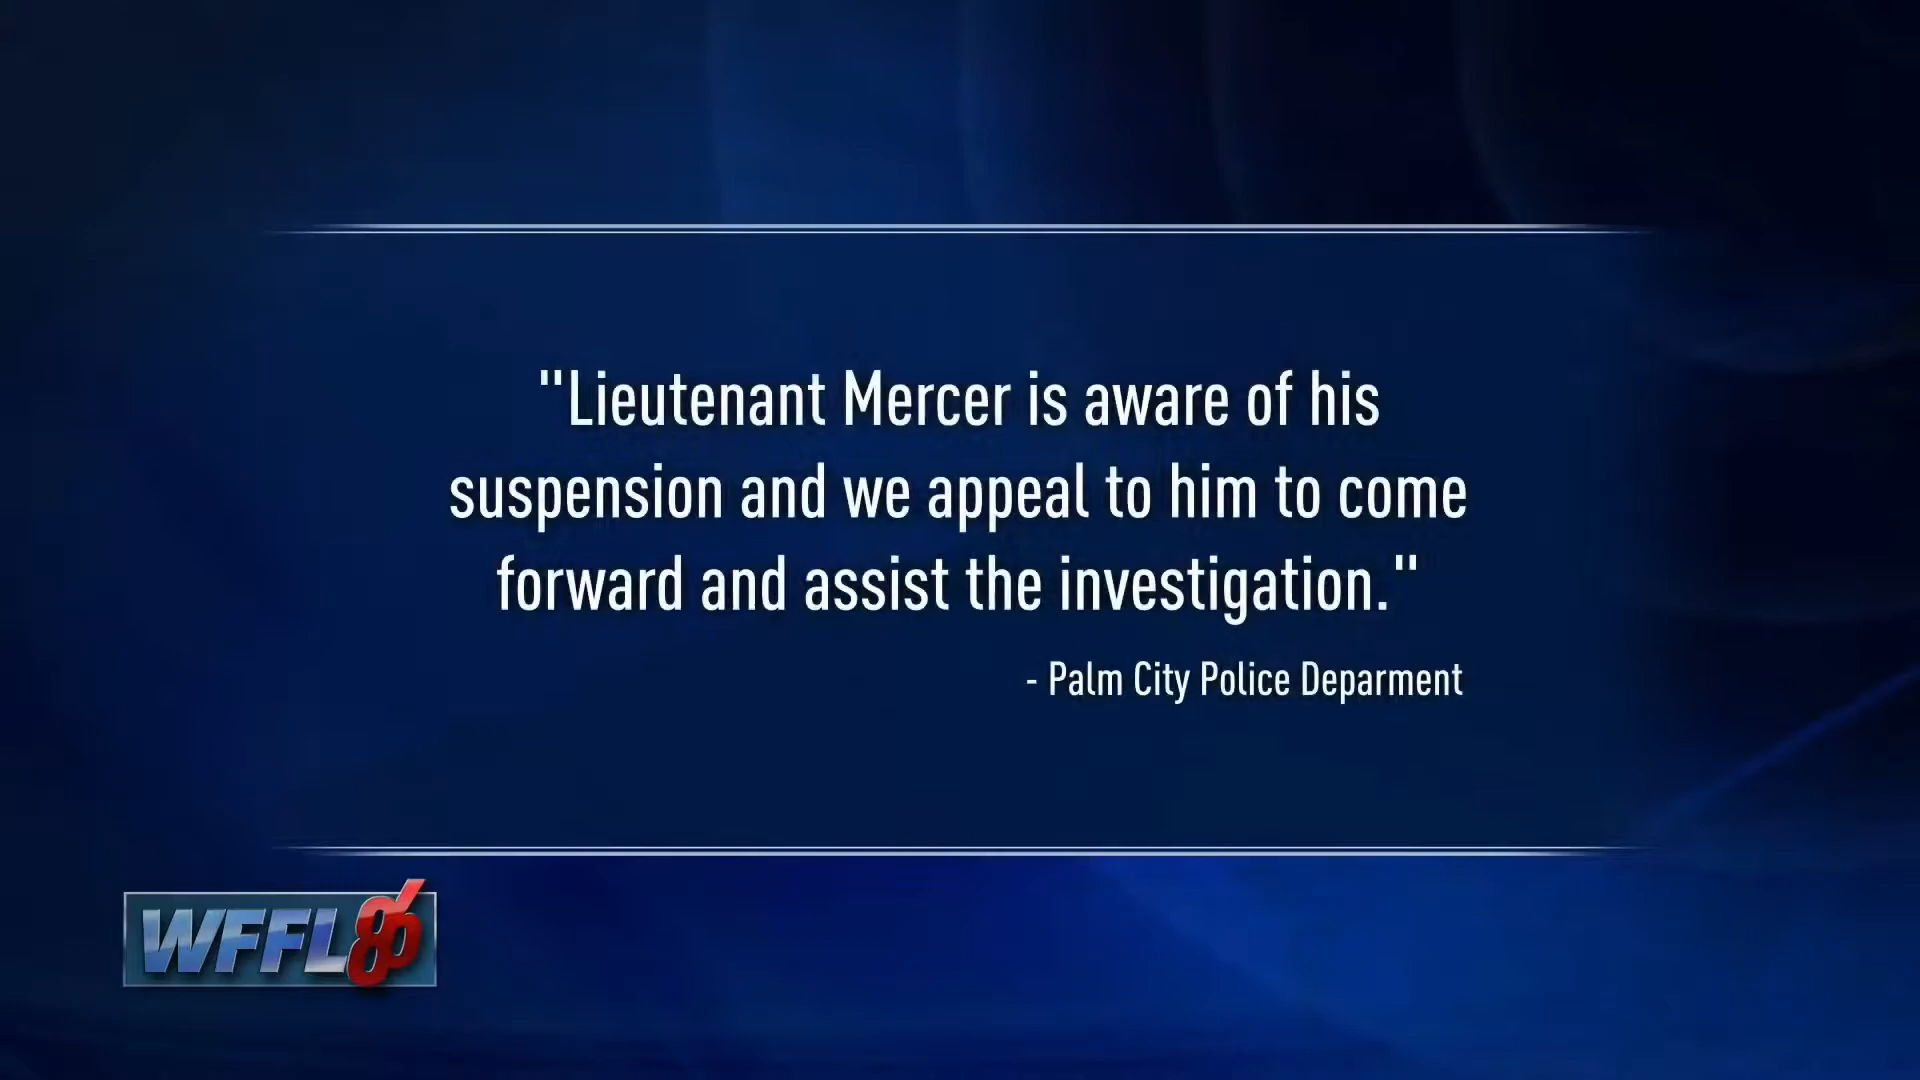 "Lieutenant Mercer is aware of his
suspension and we appeal to him to come
forward and assist the investigation."
- Palm City Police Deparment
WFFL86